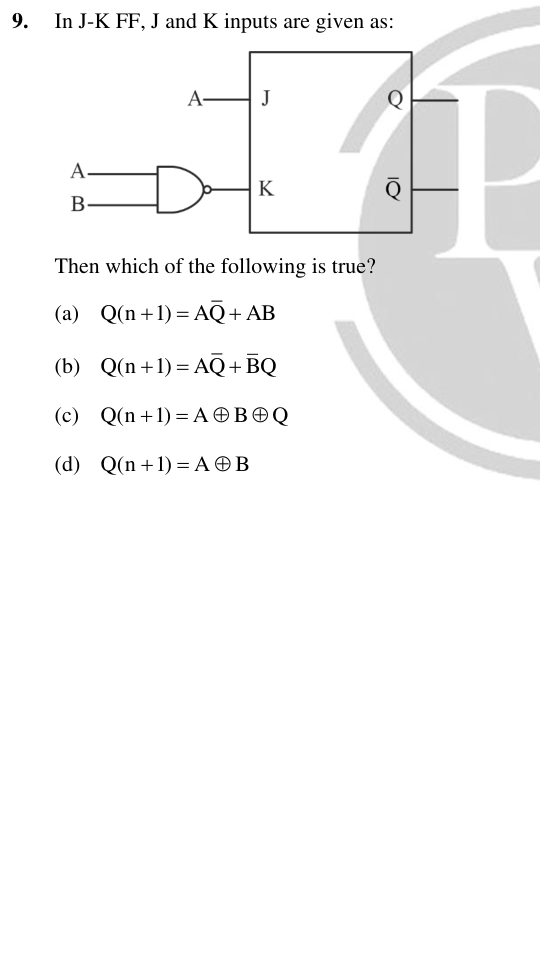 9. In J-K FF, J and K inputs are given as:
A J Q
A
B K Q̅
Then which of the following is true?
(a) Q(n+1) = AQ̅ + AB
(b) Q(n+1) = AQ̅ + B̅Q
(c) Q(n+1) = A ⊕ B ⊕ Q
(d) Q(n+1) = A ⊕ B